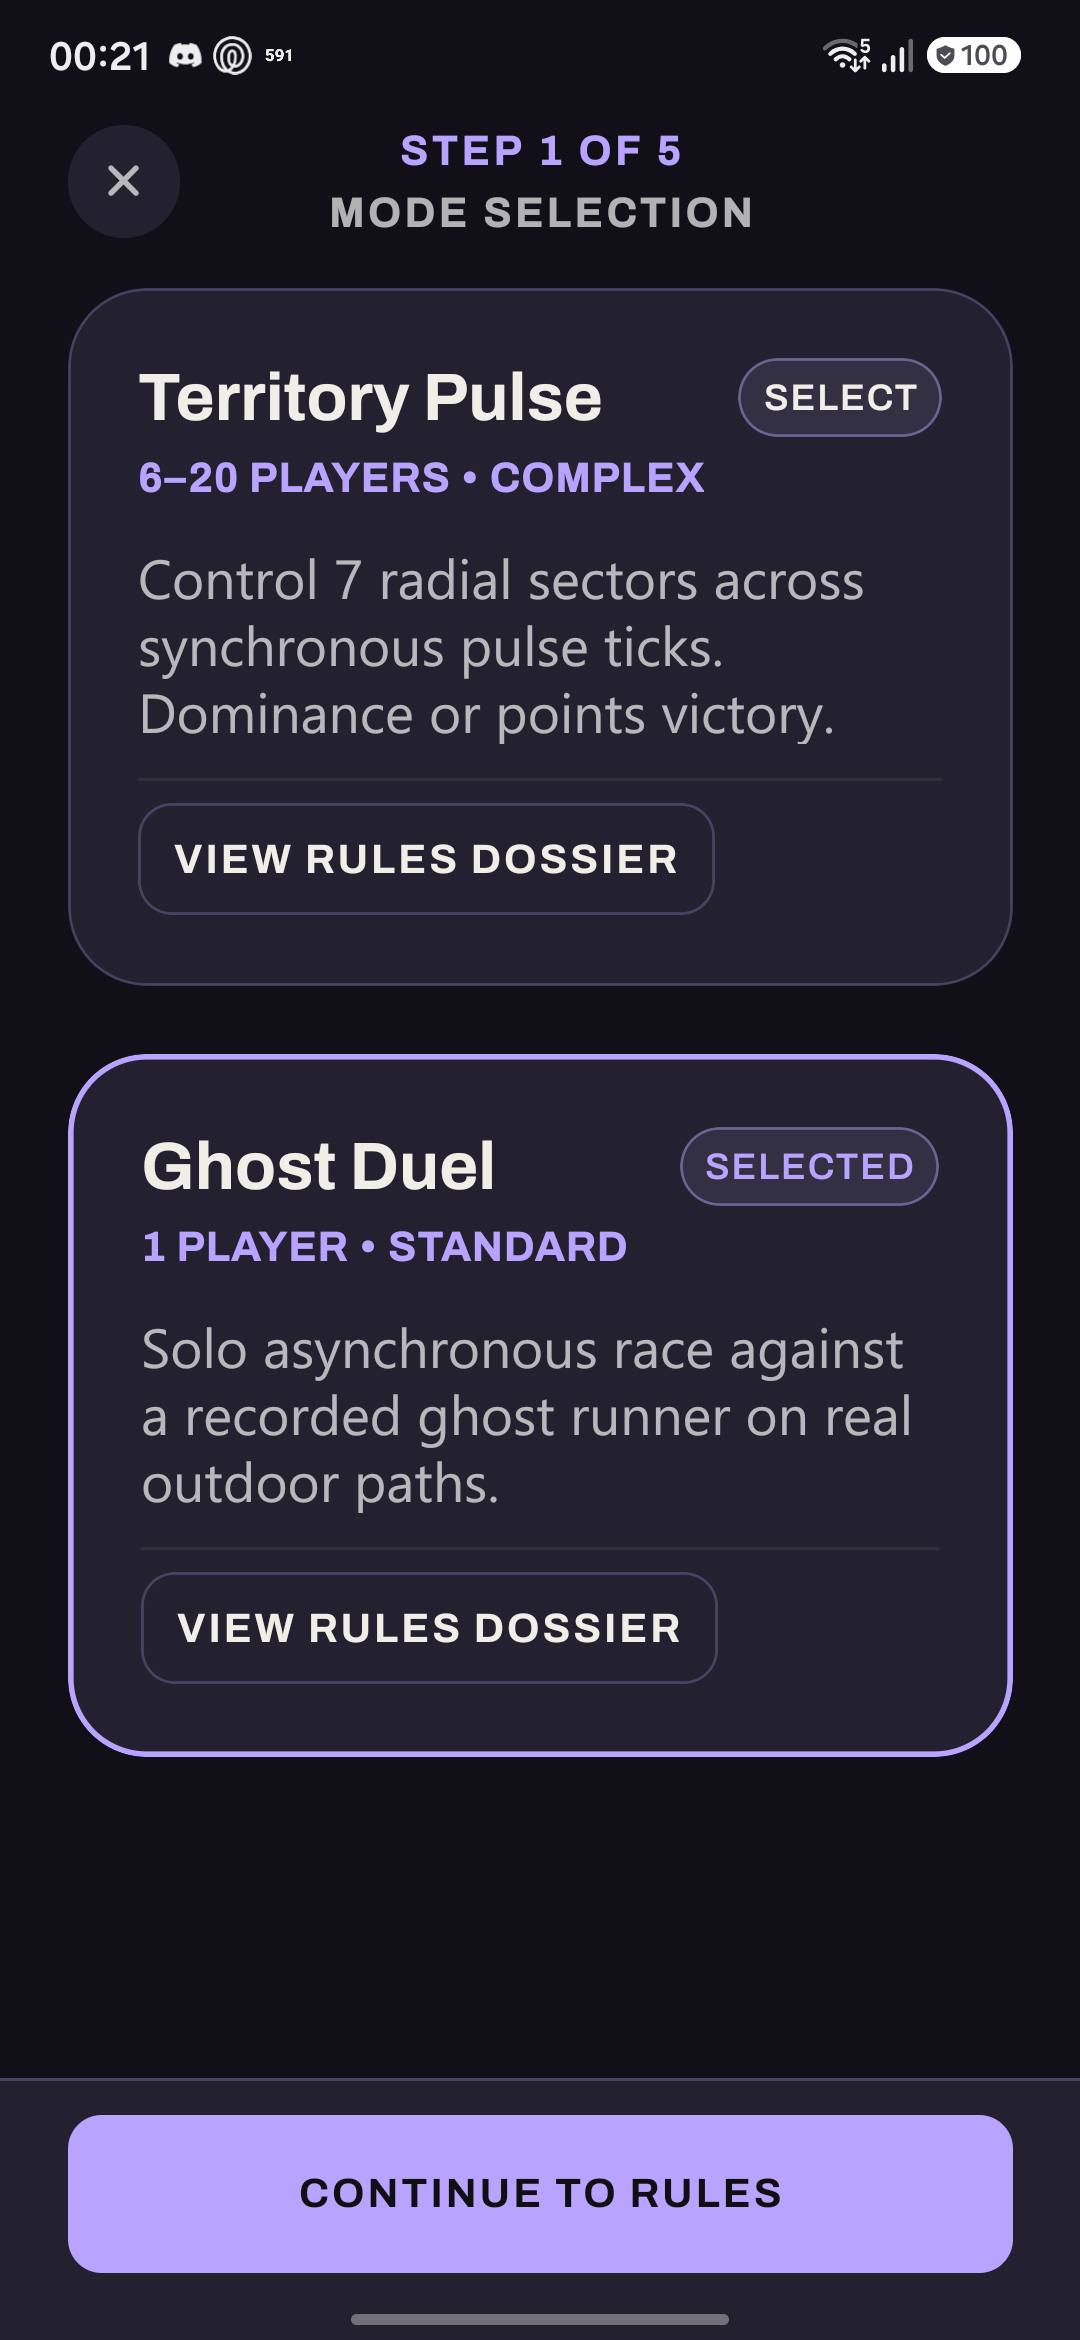 00:21 591 5 100
STEP 1 OF 5
MODE SELECTION
Territory Pulse
SELECT
6–20 PLAYERS • COMPLEX
Control 7 radial sectors across
synchronous pulse ticks.
Dominance or points victory.
VIEW RULES DOSSIER
Ghost Duel
SELECTED
1 PLAYER • STANDARD
Solo asynchronous race against
a recorded ghost runner on real
outdoor paths.
VIEW RULES DOSSIER
CONTINUE TO RULES